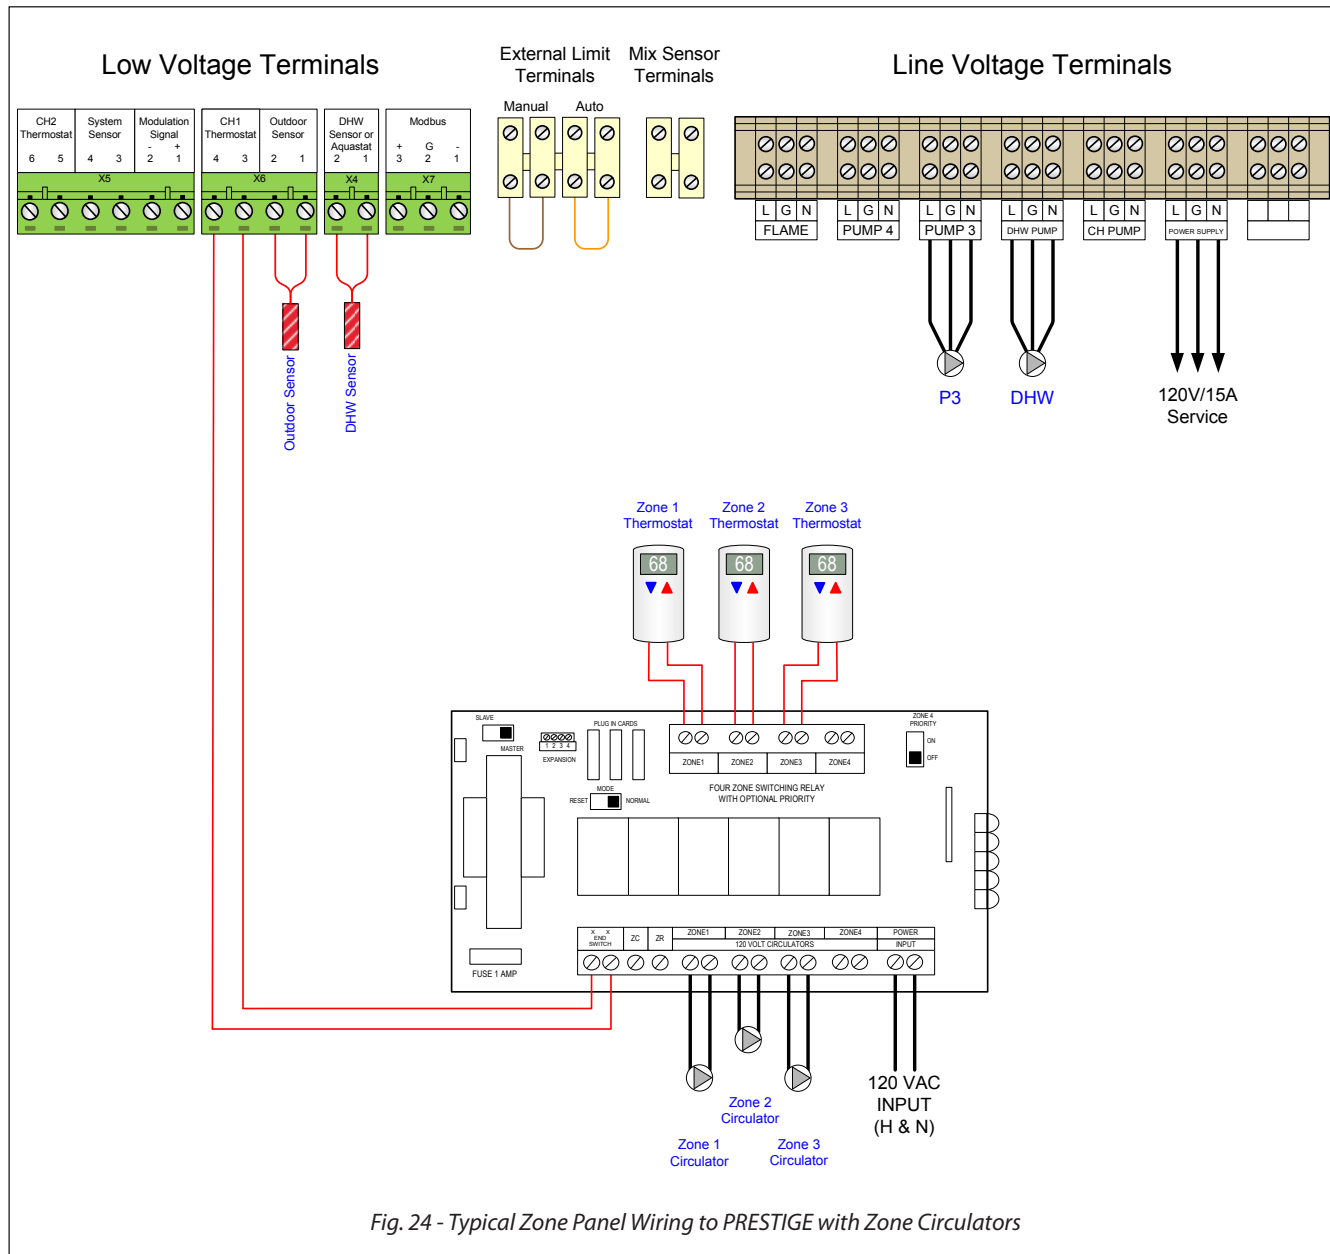 Low Voltage Terminals
External Limit
Terminals
Mix Sensor
Terminals
Line Voltage Terminals
Manual Auto
CH2
Thermostat
6 5
System
Sensor
4 3
Modulation
Signal
- +
2 1
CH1
Thermostat
4 3
Outdoor
Sensor
2 1
DHW
Sensor or
Aquastat
2 1
Modbus
+ G -
3 2 1
X5
X6
X4
X7
L G N
FLAME
L G N
PUMP 4
L G N
PUMP 3
L G N
DHW PUMP
L G N
CH PUMP
L G N
POWER SUPPLY
Outdoor Sensor
DHW Sensor
P3
DHW
120V/15A
Service
Zone 1
Thermostat
Zone 2
Thermostat
Zone 3
Thermostat
68
68
68
SLAVE
MASTER
1 2 3 4
EXPANSION
PLUG IN CARDS
MODE
RESET
NORMAL
ZONE1
ZONE2
ZONE3
ZONE4
FOUR ZONE SWITCHING RELAY
WITH OPTIONAL PRIORITY
ZONE 4
PRIORITY
ON
OFF
FUSE 1 AMP
X X
END
SWITCH
ZC
ZR
ZONE1
ZONE2
ZONE3
ZONE4
120 VOLT CIRCULATORS
POWER
INPUT
Zone 2
Circulator
Zone 1
Circulator
Zone 3
Circulator
120 VAC
INPUT
(H & N)
Fig. 24 - Typical Zone Panel Wiring to PRESTIGE with Zone Circulators